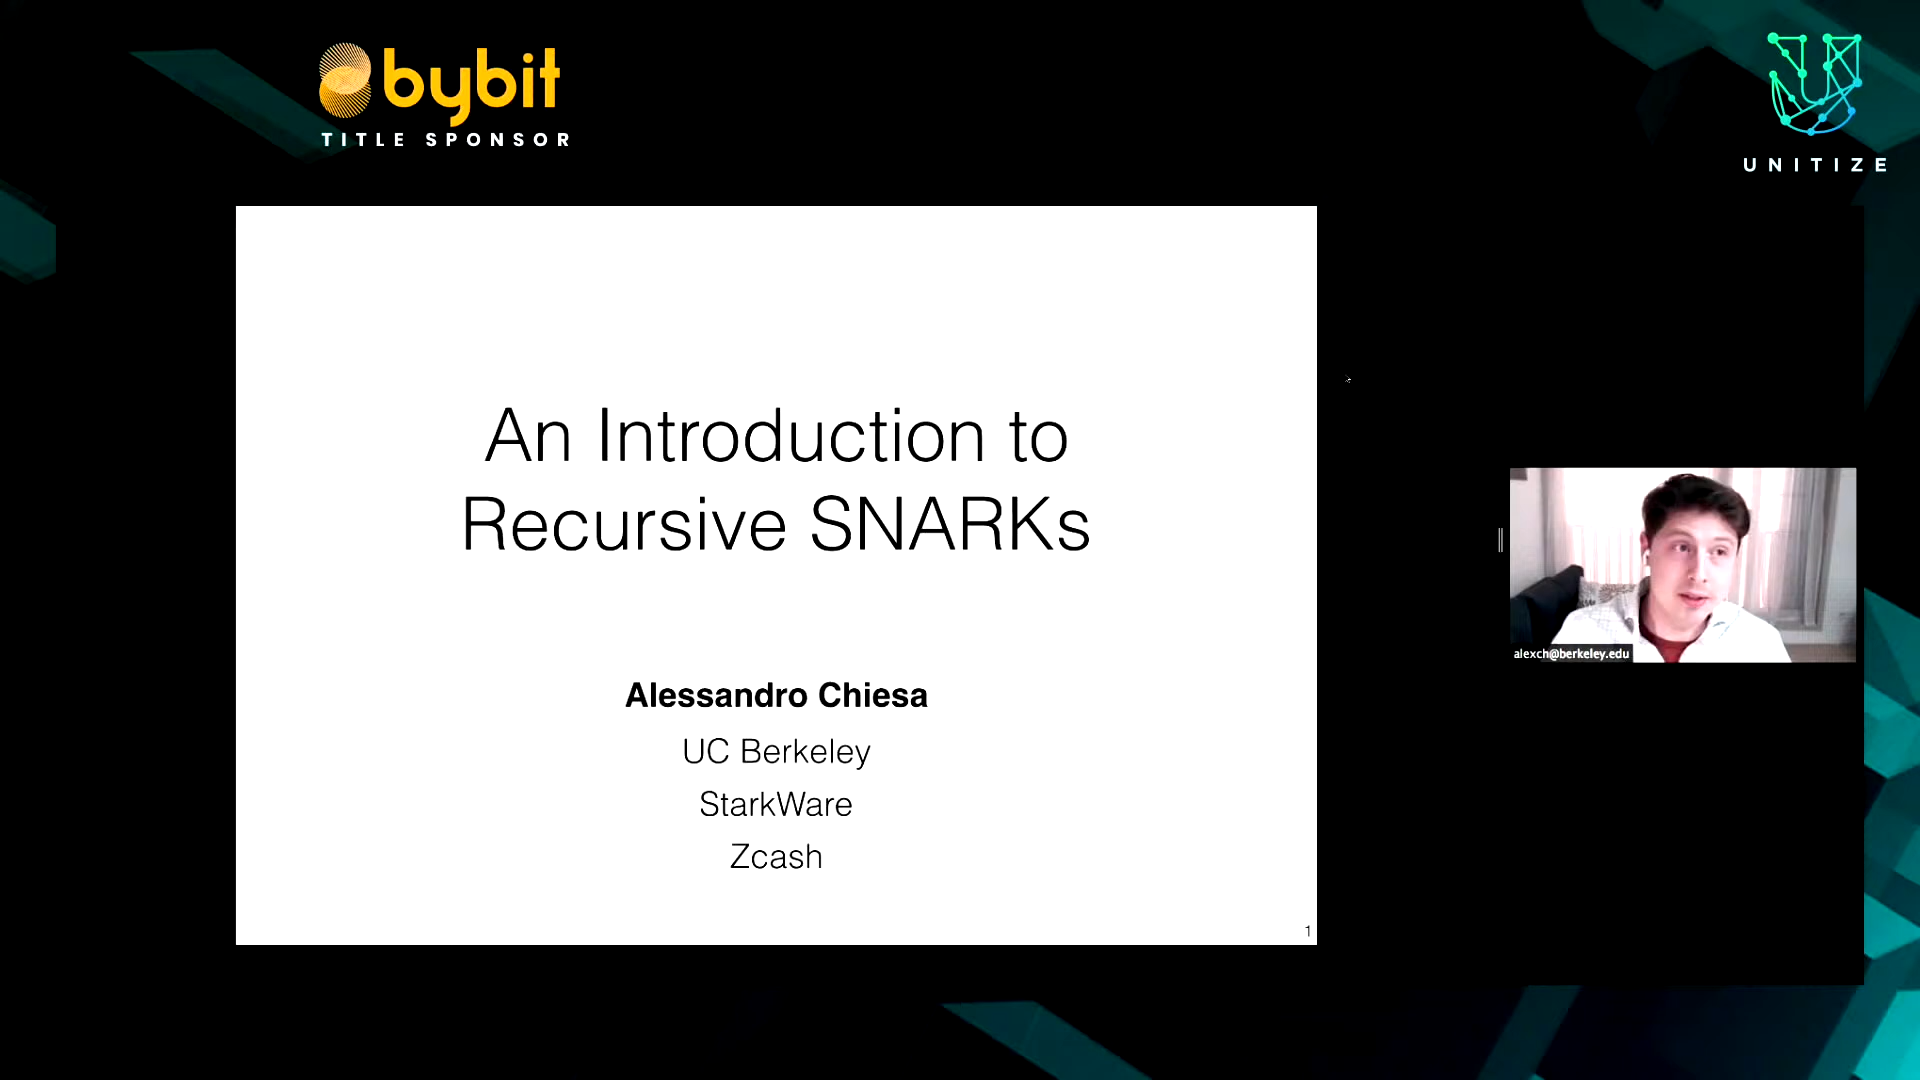 bybit
TITLE SPONSOR
UNITIZE
An Introduction to
Recursive SNARKs
Alessandro Chiesa
UC Berkeley
StarkWare
Zcash
1
alexch@berkeley.edu